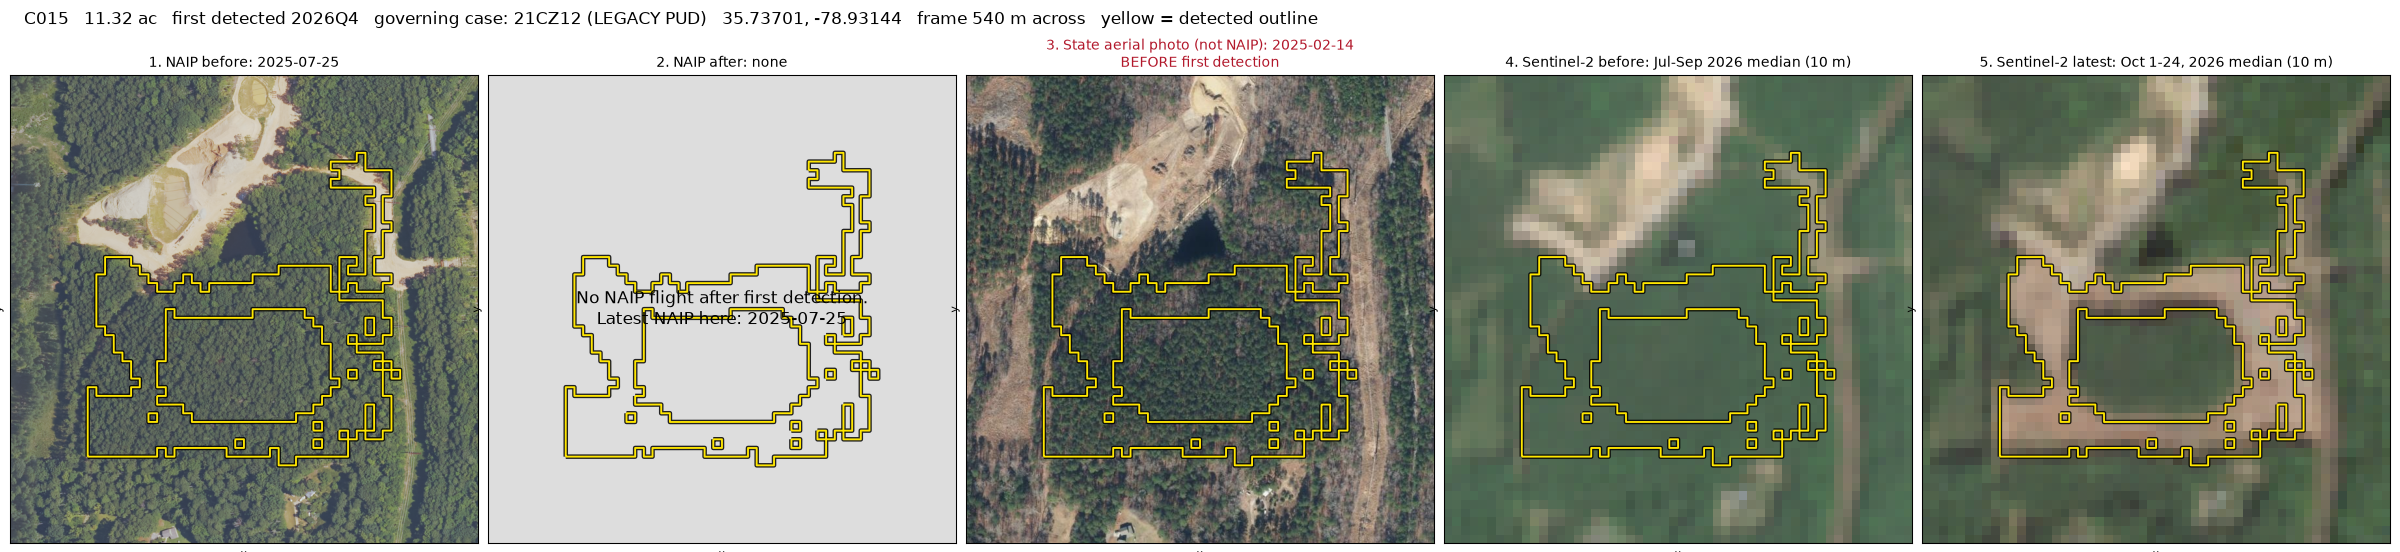 C015   11.32 ac   first detected 2026Q4   governing case: 21CZ12 (LEGACY PUD)   35.73701, -78.93144   frame 540 m across   yellow = detected outline
1. NAIP before: 2025-07-25
2. NAIP after: none
3. State aerial photo (not NAIP): 2025-02-14
BEFORE first detection
4. Sentinel-2 before: Jul-Sep 2026 median (10 m)
5. Sentinel-2 latest: Oct 1-24, 2026 median (10 m)
No NAIP flight after first detection.
Latest NAIP here: 2025-07-25